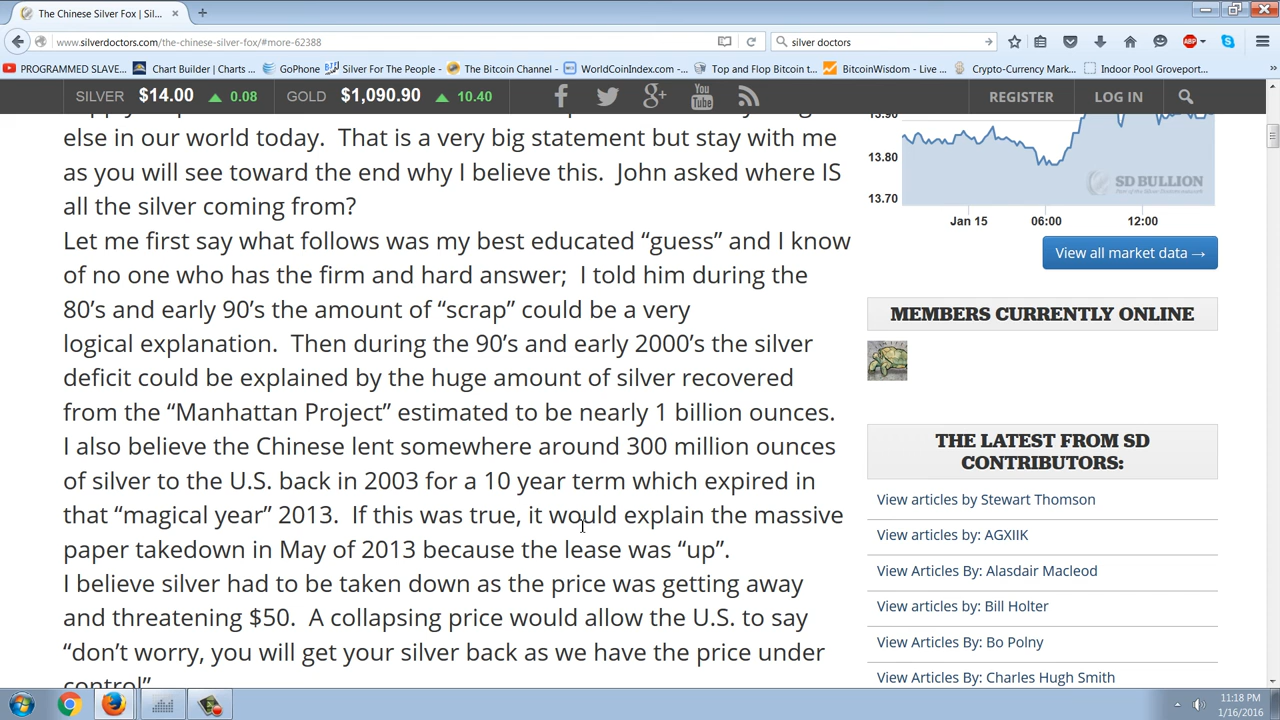 The Chinese Silver Fox | Sil...
www.silverdoctors.com/the-chinese-silver-fox/#more-62388
silver doctors
ABP
PROGRAMMED SLAVE...
Chart Builder | Charts ...
GoPhone
Silver For The People - ...
The Bitcoin Channel - ...
WorldCoinIndex.com - ...
Top and Flop Bitcoin t...
BitcoinWisdom - Live ...
Crypto-Currency Mark...
Indoor Pool Groveport...
SILVER $14.00 0.08
GOLD $1,090.90 10.40
You Tube
REGISTER
LOG IN
else in our world today. That is a very big statement but stay with me
as you will see toward the end why I believe this. John asked where IS
all the silver coming from?
Let me first say what follows was my best educated “guess” and I know
of no one who has the firm and hard answer; I told him during the
80’s and early 90’s the amount of “scrap” could be a very
logical explanation. Then during the 90’s and early 2000’s the silver
deficit could be explained by the huge amount of silver recovered
from the “Manhattan Project” estimated to be nearly 1 billion ounces.
I also believe the Chinese lent somewhere around 300 million ounces
of silver to the U.S. back in 2003 for a 10 year term which expired in
that “magical year” 2013. If this was true, it would explain the massive
paper takedown in May of 2013 because the lease was “up”.
I believe silver had to be taken down as the price was getting away
and threatening $50. A collapsing price would allow the U.S. to say
“don’t worry, you will get your silver back as we have the price under
control”
13.90
13.80
13.70
SD BULLION
Jan 15 06:00 12:00
View all market data →
MEMBERS CURRENTLY ONLINE
THE LATEST FROM SD
CONTRIBUTORS:
View articles by Stewart Thomson
View articles by: AGXIIK
View Articles By: Alasdair Macleod
View articles by: Bill Holter
View Articles By: Bo Polny
View Articles By: Charles Hugh Smith
11:18 PM
1/16/2016